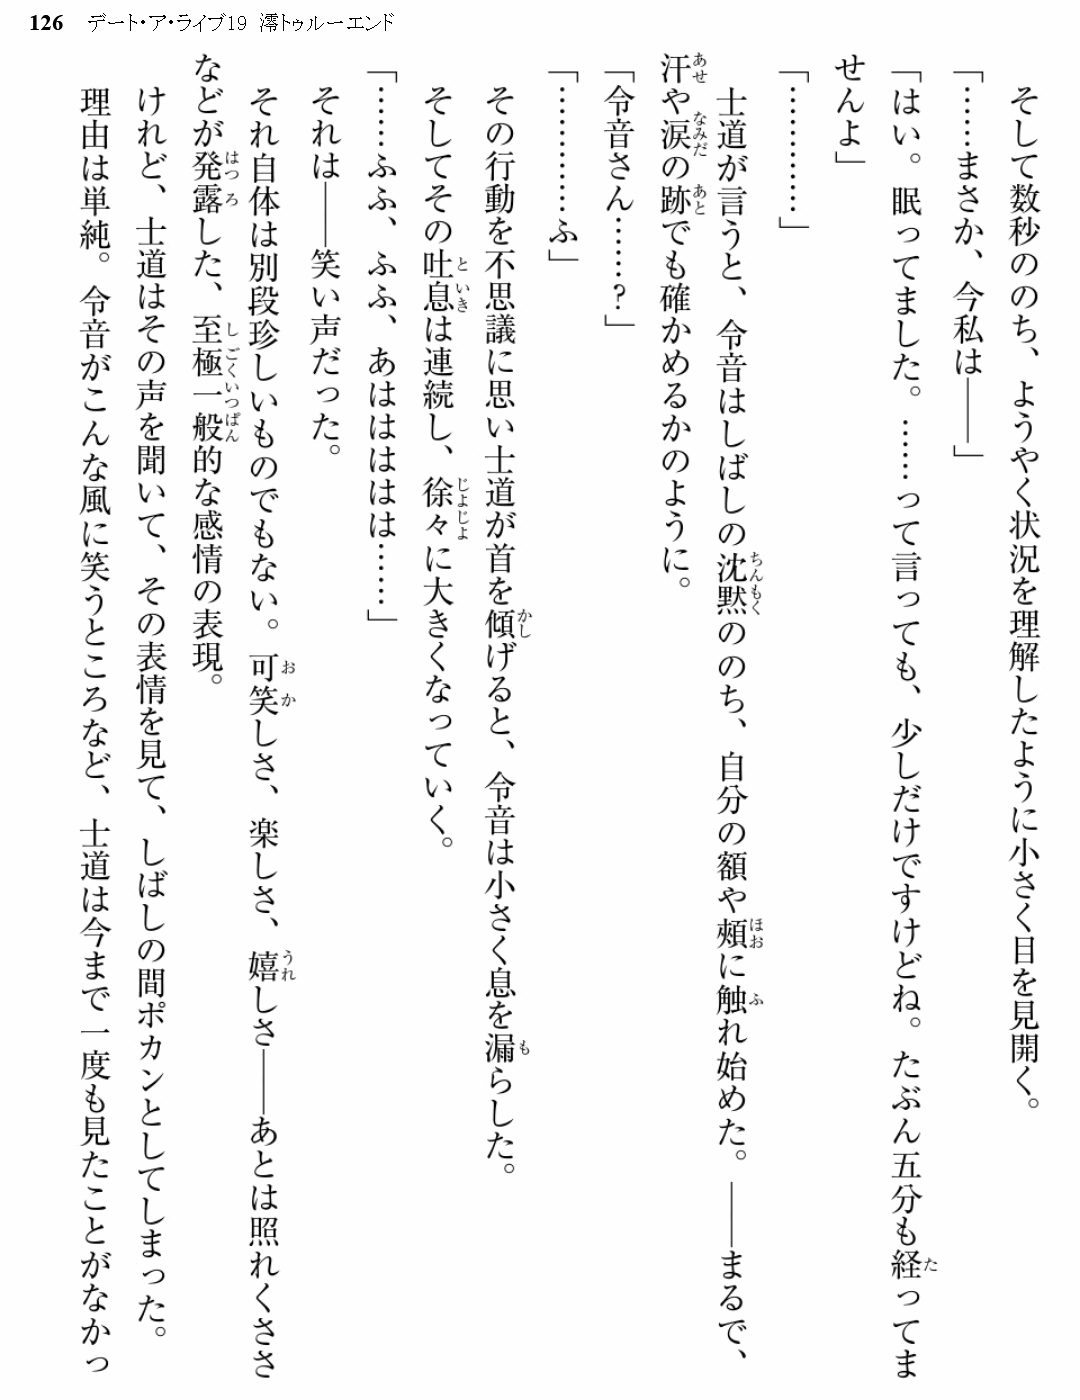 126 デート・ア・ライブ19 澪トゥルーエンド
そして数秒ののち、ようやく状況を理解したように小さく目を見開く。
「……まさか、今私は――」
「はい。眠ってました。……って言っても、少しだけですけどね。たぶん五分も経ってま
せんよ」
「…………」
士道が言うと、令音はしばしの沈黙ののち、自分の額や頰に触れ始めた。――まるで、
汗や涙の跡でも確かめるかのように。
「令音さん……?」
「…………ふ」
その行動を不思議に思い士道が首を傾げると、令音は小さく息を漏らした。
そしてその吐息は連続し、徐々に大きくなっていく。
「……ふふ、ふふ、あはははは……」
それは――笑い声だった。
それ自体は別段珍しいものでもない。可笑しさ、楽しさ、嬉しさ――あとは照れくささ
などが発露した、至極一般的な感情の表現。
けれど、士道はその声を聞いて、その表情を見て、しばしの間ポカンとしてしまった。
理由は単純。令音がこんな風に笑うところなど、士道は今まで一度も見たことがなかっ